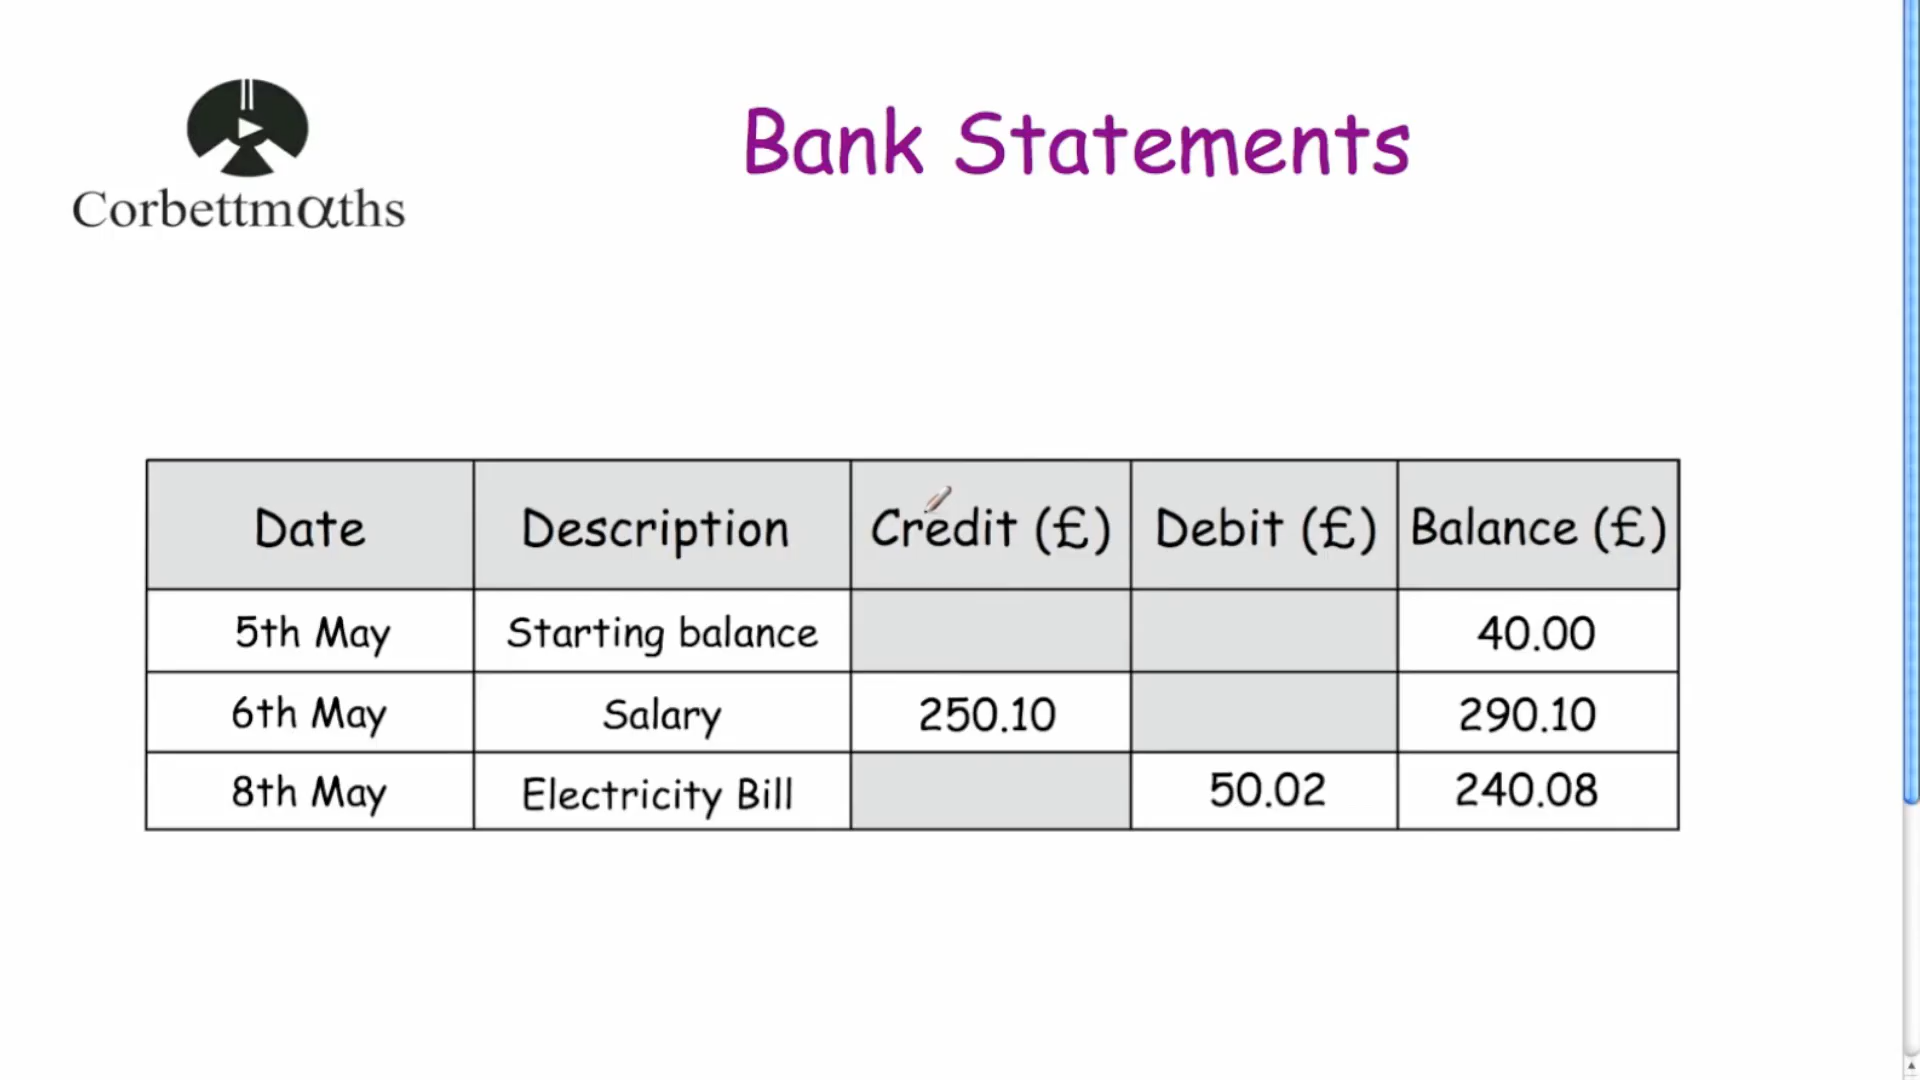 Corbettmαths
Bank Statements
Date Description Credit (£) Debit (£) Balance (£)
5th May Starting balance 40.00
6th May Salary 250.10 290.10
8th May Electricity Bill 50.02 240.08